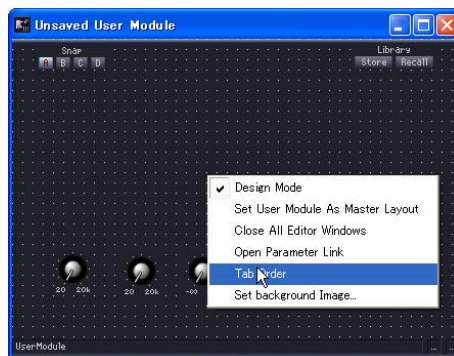 Unsaved User Module
Snap
Library
A B C D
Store Recall
Design Mode
Set User Module As Master Layout
Close All Editor Windows
Open Parameter Link
Tab Order
Set background Image...
20 20k
20 20k
-∞
UserModule